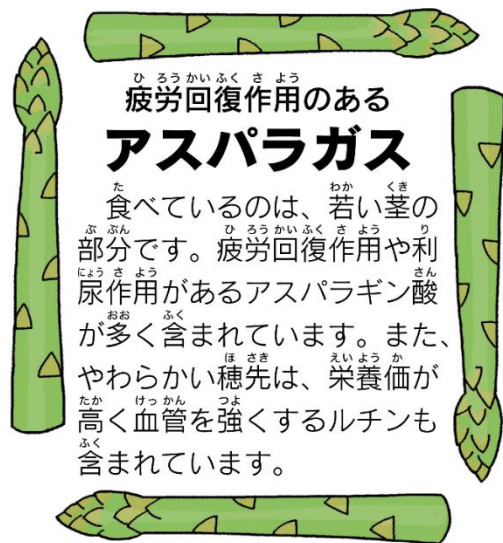 疲労回復作用のある
アスパラガス
食べているのは、若い茎の
部分です。疲労回復作用や利
尿作用があるアスパラギン酸
が多く含まれています。また、
やわらかい穂先は、栄養価が
高く血管を強くするルチンも
含まれています。